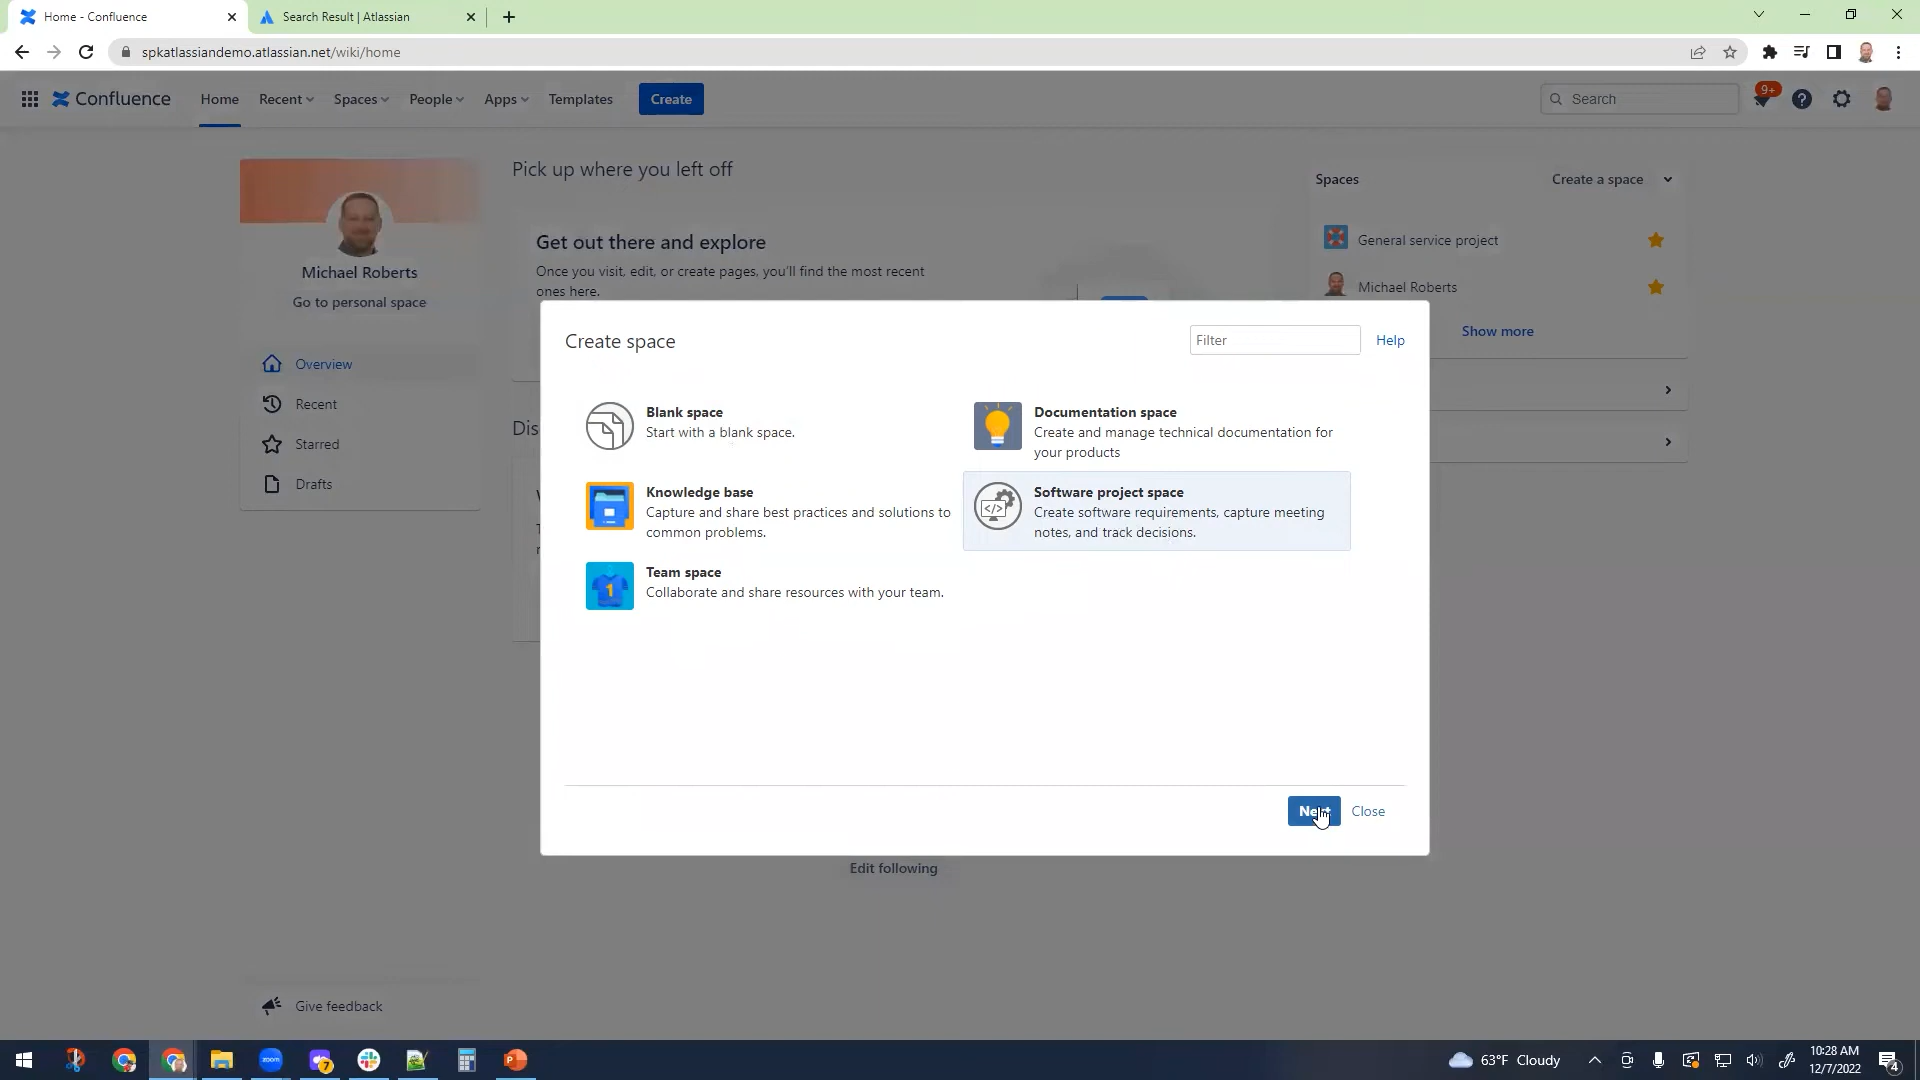 Home - Confluence
Search Result | Atlassian
spkatlassiandemo.atlassian.net/wiki/home
Confluence
Home
Recent
Spaces
People
Apps
Templates
Create
Search
9+
Michael Roberts
Go to personal space
Overview
Recent
Starred
Drafts
Give feedback
Pick up where you left off
Get out there and explore
Once you visit, edit, or create pages, you'll find the most recent
ones here.
Spaces
Create a space
General service project
Michael Roberts
Show more
Create space
Filter
Help
Blank space
Start with a blank space.
Documentation space
Create and manage technical documentation for
your products
Knowledge base
Capture and share best practices and solutions to
common problems.
Software project space
Create software requirements, capture meeting
notes, and track decisions.
Team space
Collaborate and share resources with your team.
1
Next
Close
Edit following
zoom
7
63°F Cloudy
10:28 AM
12/7/2022
4